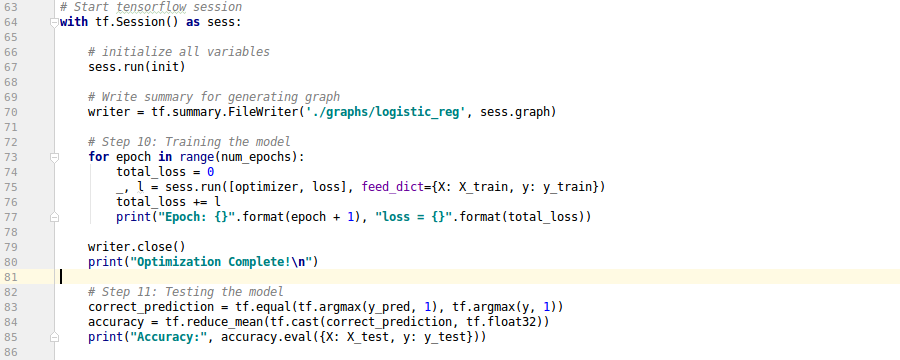 63 # Start tensorflow session
64 with tf.Session() as sess:
65
66     # initialize all variables
67     sess.run(init)
68
69     # Write summary for generating graph
70     writer = tf.summary.FileWriter('./graphs/logistic_reg', sess.graph)
71
72     # Step 10: Training the model
73     for epoch in range(num_epochs):
74         total_loss = 0
75         _, l = sess.run([optimizer, loss], feed_dict={X: X_train, y: y_train})
76         total_loss += l
77         print("Epoch: {}".format(epoch + 1), "loss = {}".format(total_loss))
78
79     writer.close()
80     print("Optimization Complete!\n")
81
82     # Step 11: Testing the model
83     correct_prediction = tf.equal(tf.argmax(y_pred, 1), tf.argmax(y, 1))
84     accuracy = tf.reduce_mean(tf.cast(correct_prediction, tf.float32))
85     print("Accuracy:", accuracy.eval({X: X_test, y: y_test}))
86